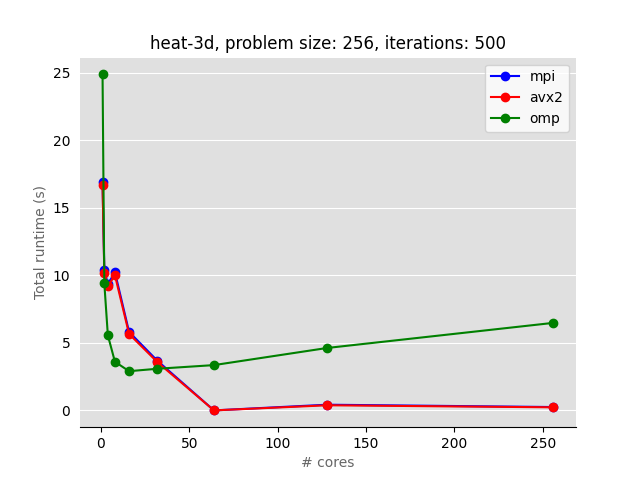 heat-3d, problem size: 256, iterations: 500
mpi
avx2
omp
Total runtime (s)
25
20
15
10
5
0
0 50 100 150 200 250
# cores